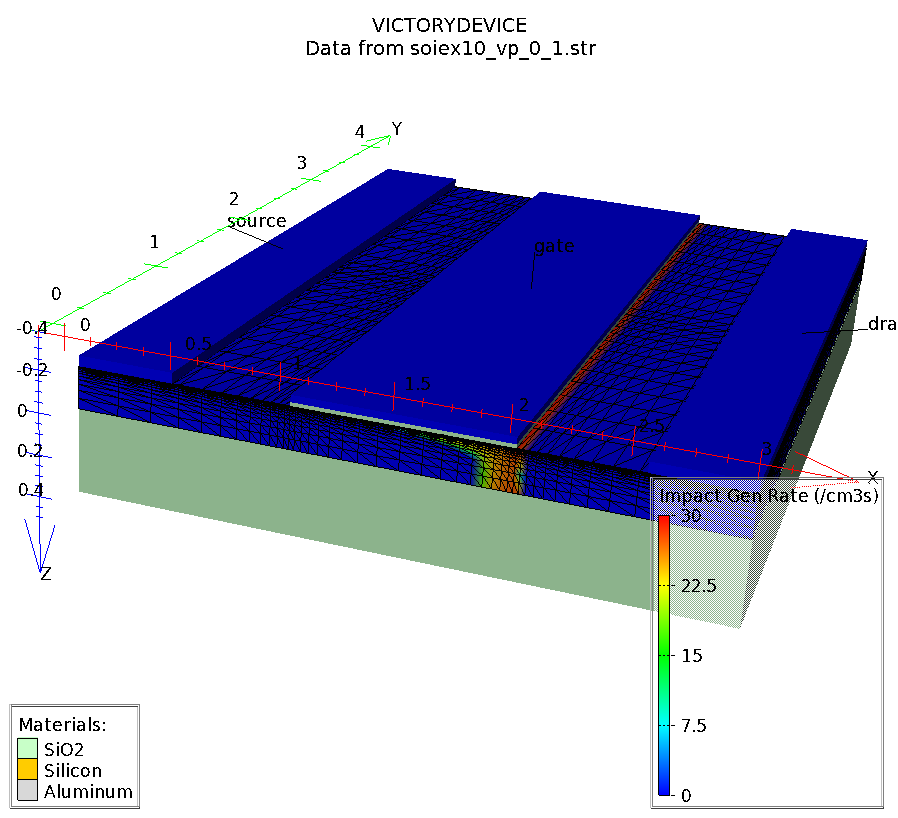 VICTORYDEVICE
Data from soiex10_vp_0_1.str
4 Y
3
2
source
1
gate
0
dra
-0.4 0
0.5
-0.2
1
1.5
0
2
2.5
0.2
3
X
0.4
Impact Gen Rate (/cm3s)
30
Z
22.5
15
7.5
0
Materials:
SiO2
Silicon
Aluminum